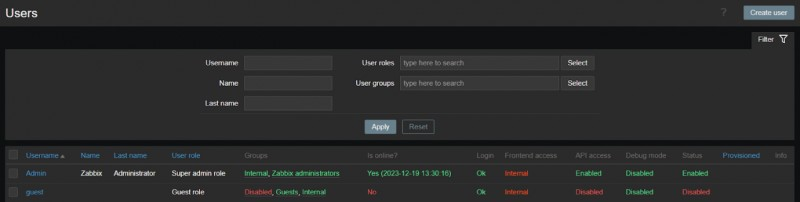 Users ? Create user
Filter
Username User roles type here to search Select
Name User groups type here to search Select
Last name
Apply Reset
Username Name Last name User role Groups Is online? Login Frontend access API access Debug mode Status Provisioned Info
Admin Zabbix Administrator Super admin role Internal, Zabbix administrators Yes (2023-12-19 13:30:16) Ok Internal Enabled Disabled Enabled
guest Guest role Disabled, Guests, Internal No Ok Internal Disabled Disabled Disabled